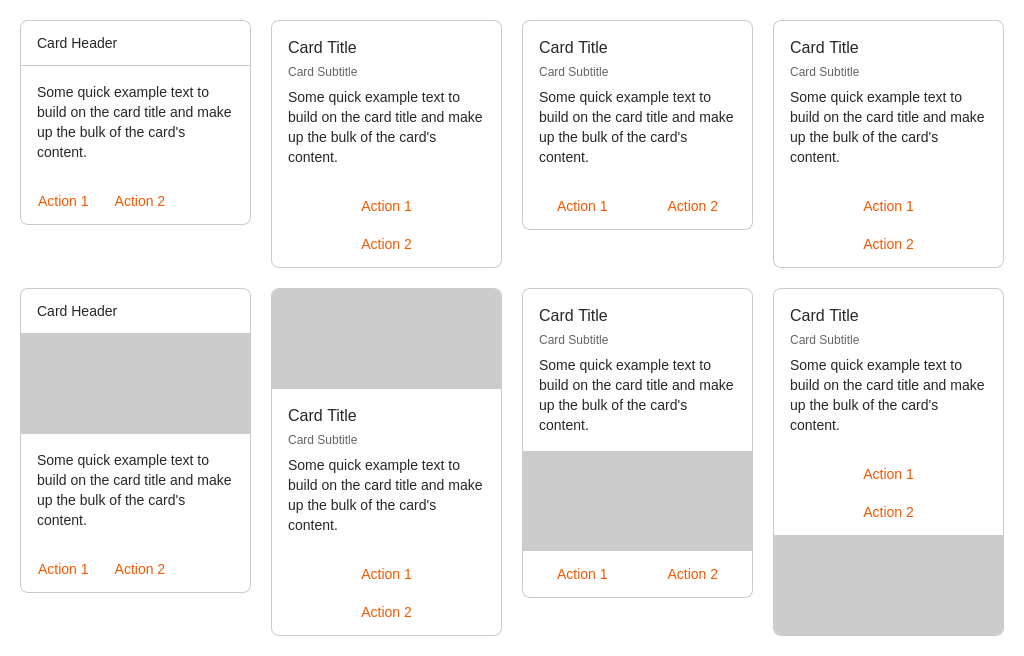 Card Header
Some quick example text to
build on the card title and make
up the bulk of the card's
content.
Action 1 Action 2
Card Title
Card Subtitle
Some quick example text to
build on the card title and make
up the bulk of the card's
content.
Action 1
Action 2
Card Title
Card Subtitle
Some quick example text to
build on the card title and make
up the bulk of the card's
content.
Action 1 Action 2
Card Title
Card Subtitle
Some quick example text to
build on the card title and make
up the bulk of the card's
content.
Action 1
Action 2
Card Header
Some quick example text to
build on the card title and make
up the bulk of the card's
content.
Action 1 Action 2
Card Title
Card Subtitle
Some quick example text to
build on the card title and make
up the bulk of the card's
content.
Action 1
Action 2
Card Title
Card Subtitle
Some quick example text to
build on the card title and make
up the bulk of the card's
content.
Action 1 Action 2
Card Title
Card Subtitle
Some quick example text to
build on the card title and make
up the bulk of the card's
content.
Action 1
Action 2